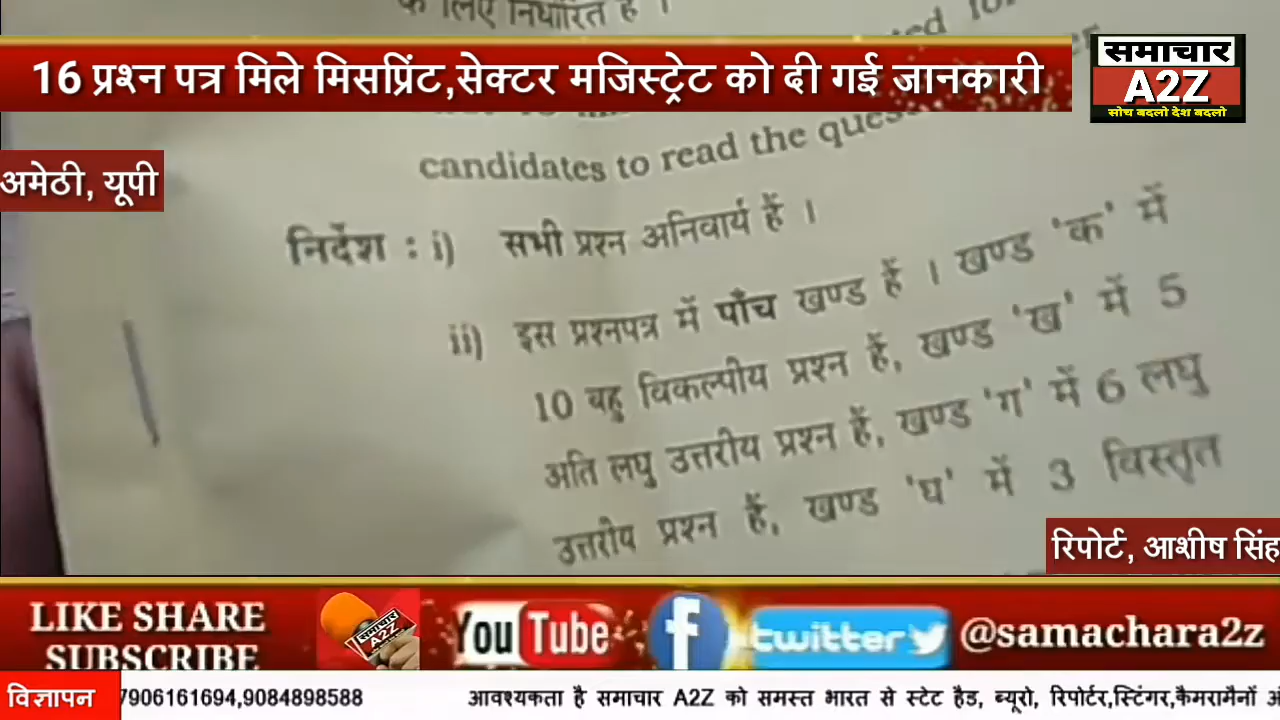 के लिए निर्धारित है ।
16 प्रश्न पत्र मिले मिसप्रिंट,सेक्टर मजिस्ट्रेट को दी गई जानकारी
समाचार
A2Z
सोच बदलो देश बदलो
candidates to read the
अमेठी, यूपी
निर्देश : i) सभी प्रश्न अनिवार्य हैं ।
ii) इस प्रश्नपत्र में पाँच खण्ड हैं । खण्ड 'क' में
10 बहु विकल्पीय प्रश्न हैं, खण्ड 'ख' में 5
अति लघु उत्तरीय प्रश्न हैं, खण्ड 'ग' में 6 लघु
उत्तरीय प्रश्न हैं, खण्ड 'घ' में 3 विस्तृत
रिपोर्ट, आशीष सिंह
LIKE SHARE
SUBSCRIBE
समाचार
A2Z
YouTube
f
twitter
@samachara2z
विज्ञापन
7906161694,9084898588 आवश्यकता है समाचार A2Z को समस्त भारत से स्टेट हैड, ब्यूरो, रिपोर्टर,स्टिंगर,कैमरामैनों